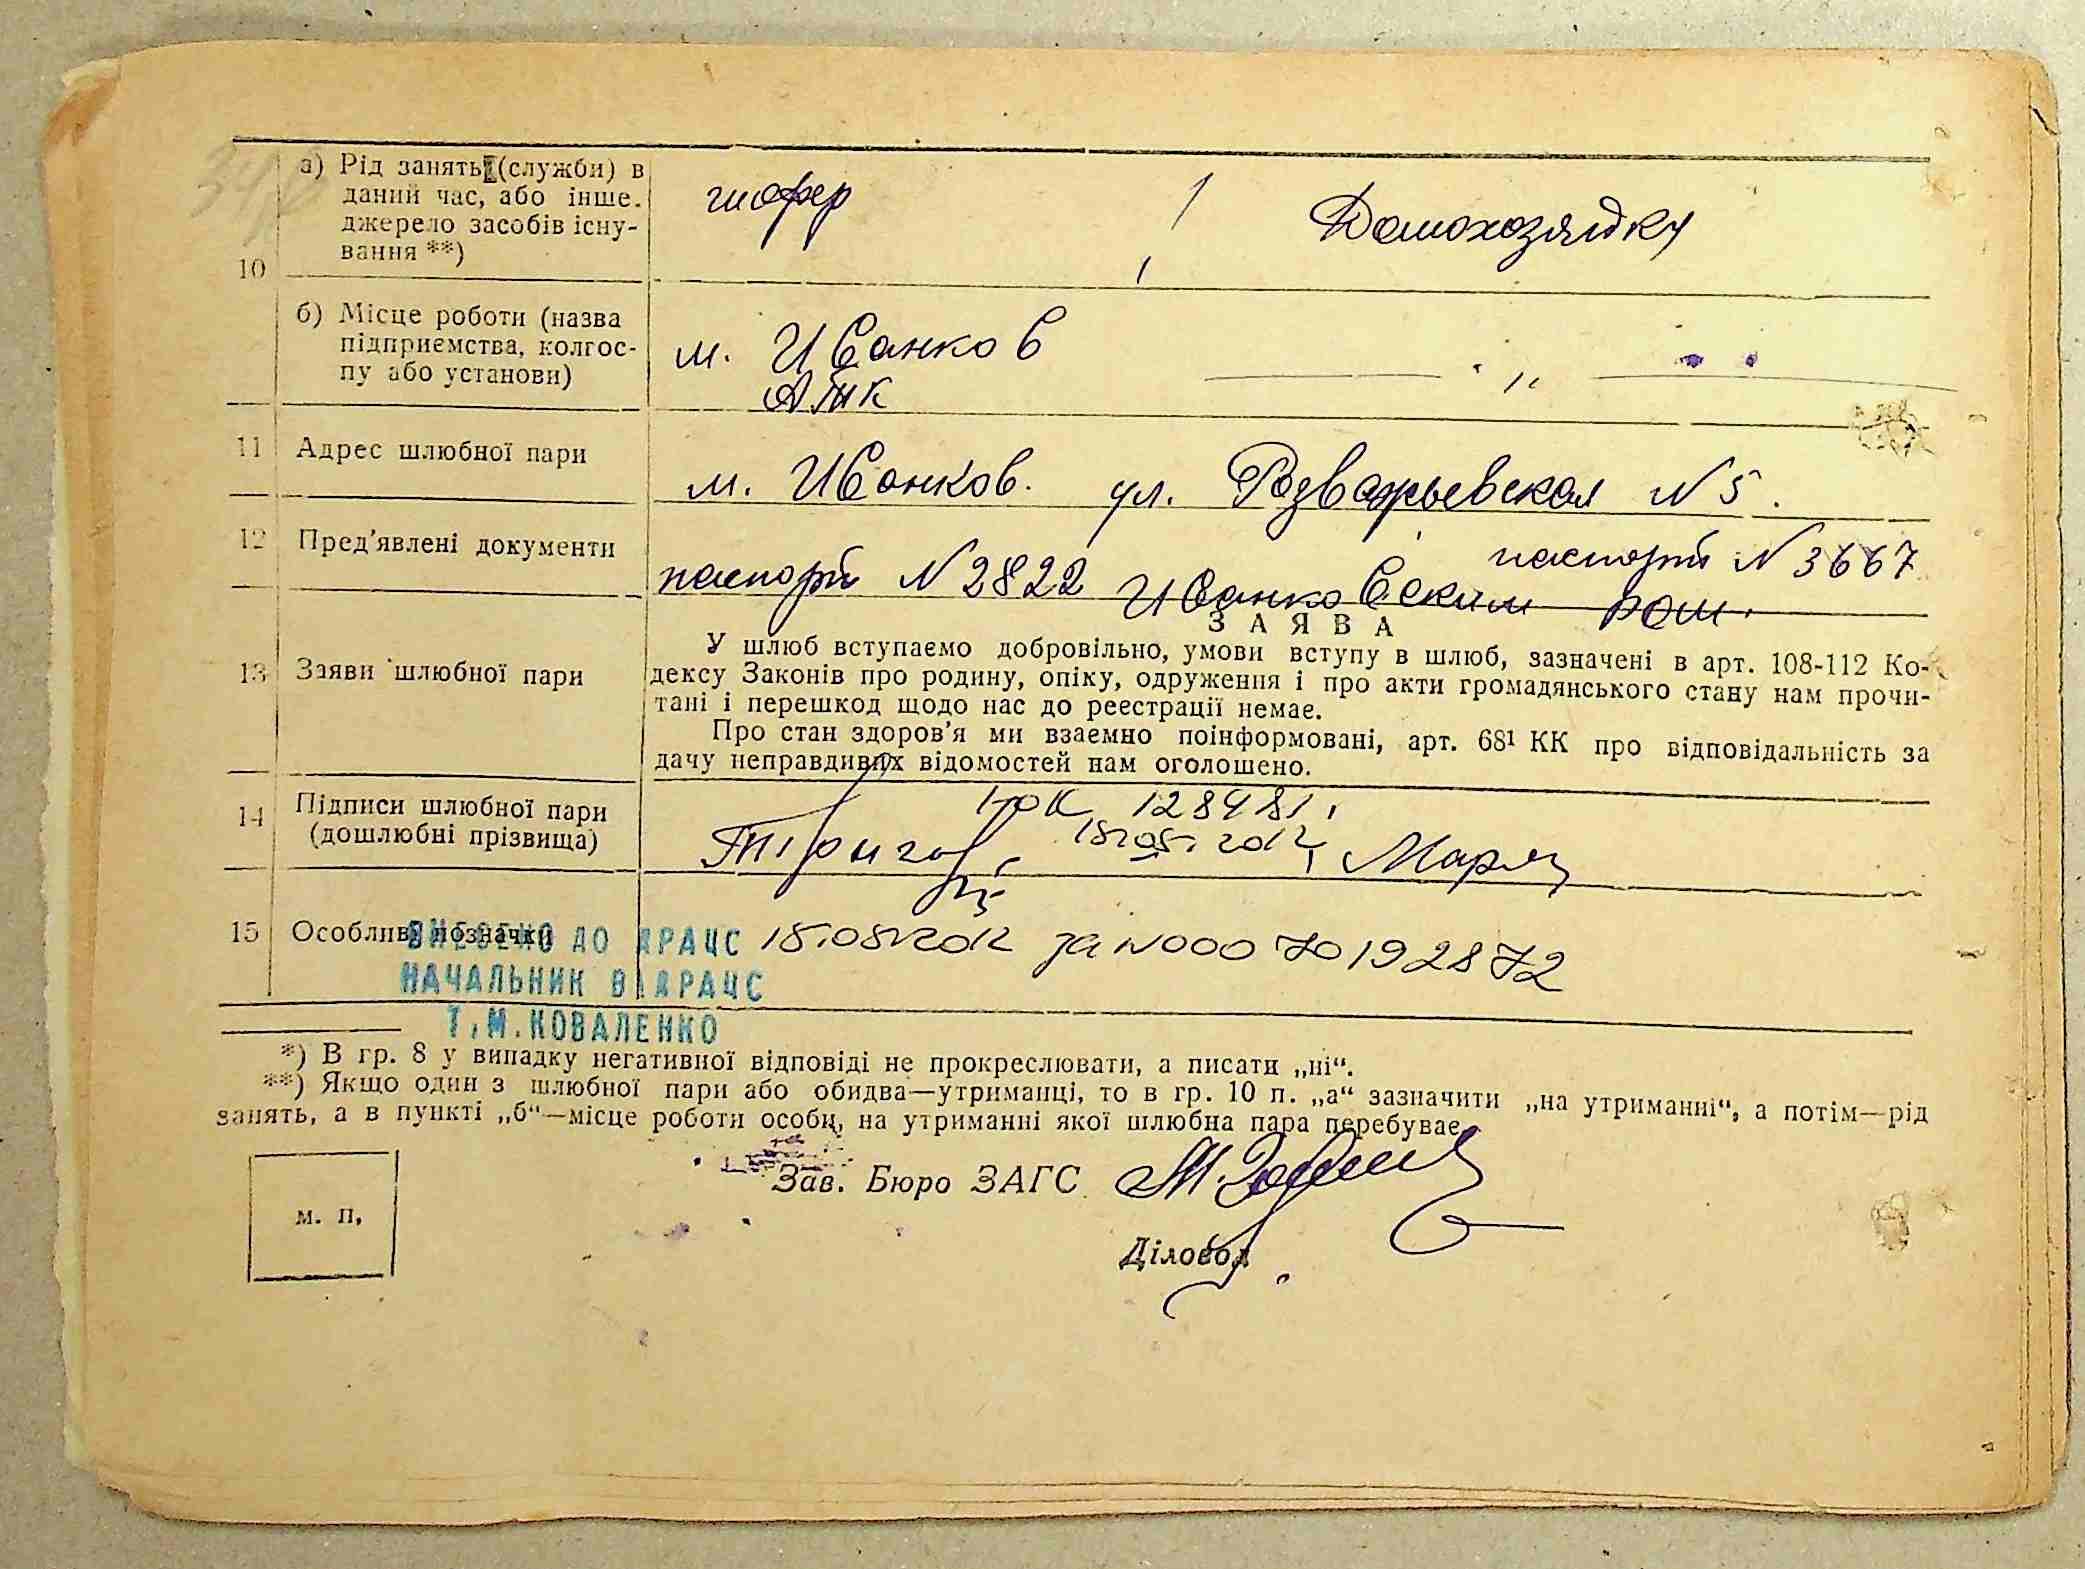 а) Рід занять (служби) в
даний час, або інше.
джерело засобів існу-
вання **)
шофер
Домохозяйка
10
б) Місце роботи (назва
підприємства, колгос-
пу або установи)
м. Иванков
АТК
— „ —
11 Адрес шлюбної пари
м. Иванков. ул. Розважьевская N 5.
12 Пред'явлені документи
паспорт N 2822
паспорт N 3667
Иванковским ром.
13 Заяви шлюбної пари
ЗАЯВА
У шлюб вступаємо добровільно, умови вступу в шлюб, зазначені в арт. 108-112 Ко-
дексу Законів про родину, опіку, одруження і про акти громадянського стану нам прочи-
тані і перешкод щодо нас до реєстрації немає.
Про стан здоров'я ми взаємно поінформовані, арт. 68¹ КК про відповідальність за
дачу неправдивих відомостей нам оголошено.
14 Підписи шлюбної пари
(дошлюбні прізвища)
15.05.2012
15 Особливі позначки
ВНЕСЕНО ДО ДРАЦС 15.05.2012 за N 00070192872
НАЧАЛЬНИК ВДРАЦС
Т.М.КОВАЛЕНКО
*) В гр. 8 у випадку негативної відповіді не прокреслювати, а писати „ні“.
**) Якщо один з шлюбної пари або обидва—утриманці, то в гр. 10 п. „а“ зазначити „на утриманні“, а потім—рід
занять, а в пункті „б“—місце роботи особи, на утриманні якої шлюбна пара перебуває.
Зав. Бюро ЗАГС
м. п.
Діловод